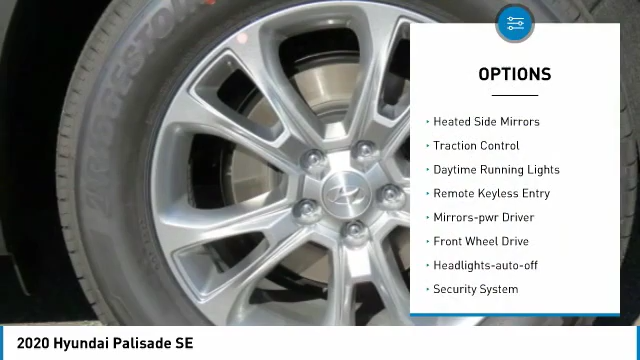 BRIDGESTONE
OPTIONS
• Heated Side Mirrors
• Traction Control
• Daytime Running Lights
• Remote Keyless Entry
• Mirrors-pwr Driver
• Front Wheel Drive
• Headlights-auto-off
• Security System
2020 Hyundai Palisade SE